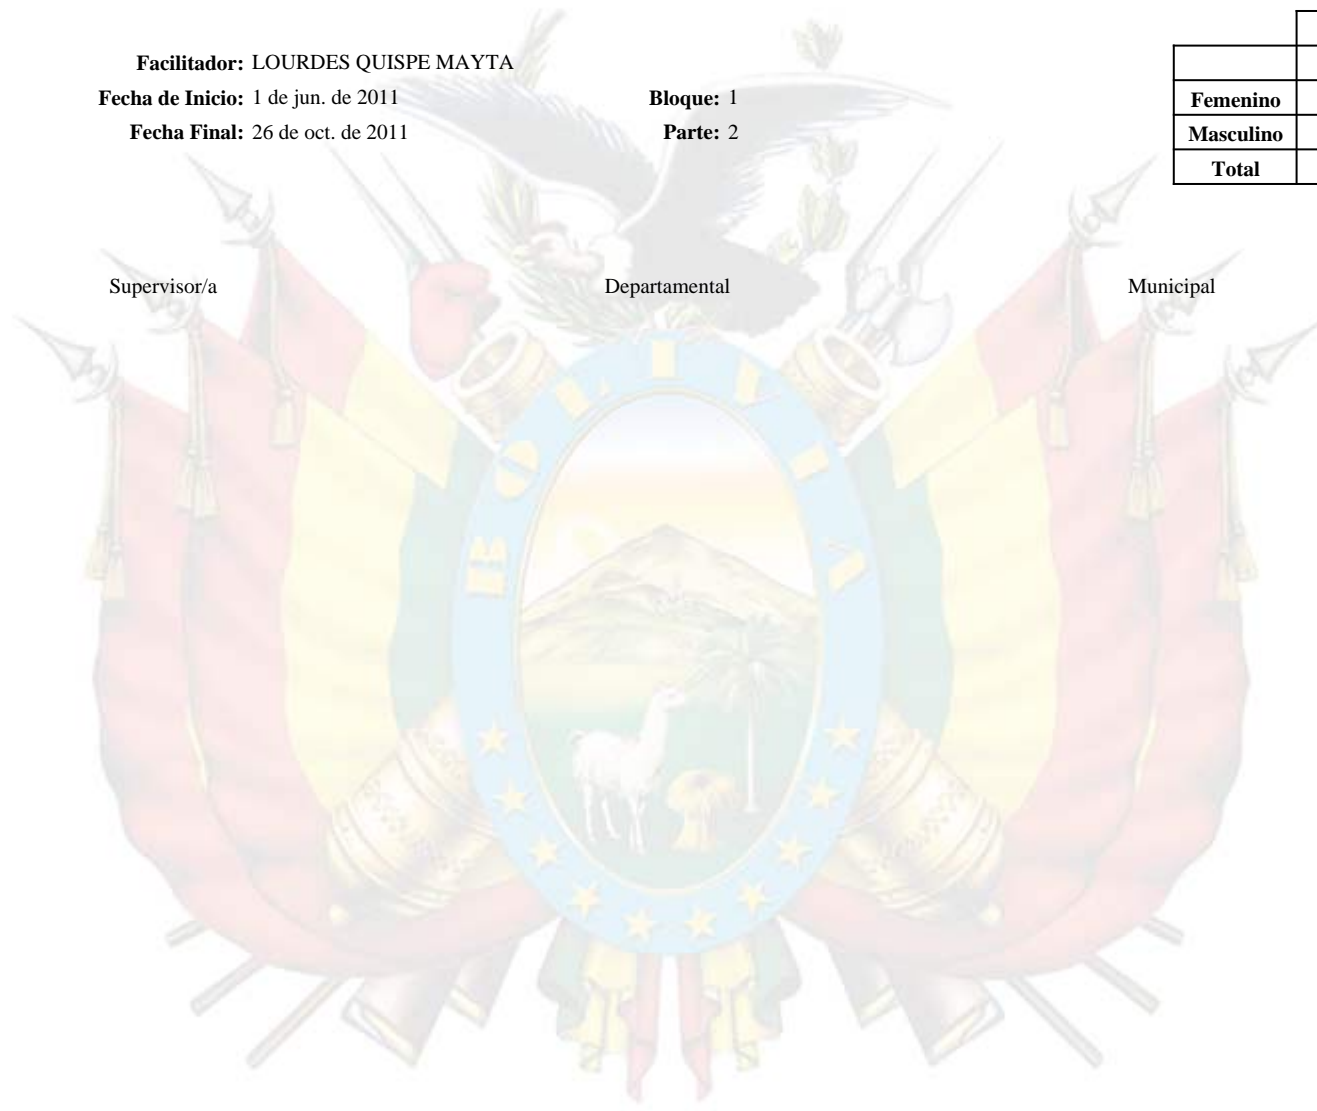 Facilitador: LOURDES QUISPE MAYTA
Fecha de Inicio: 1 de jun. de 2011 Bloque: 1
Femenino
Fecha Final: 26 de oct. de 2011 Parte: 2
Masculino
Total
Supervisor/a Departamental Municipal
BOLIVIA